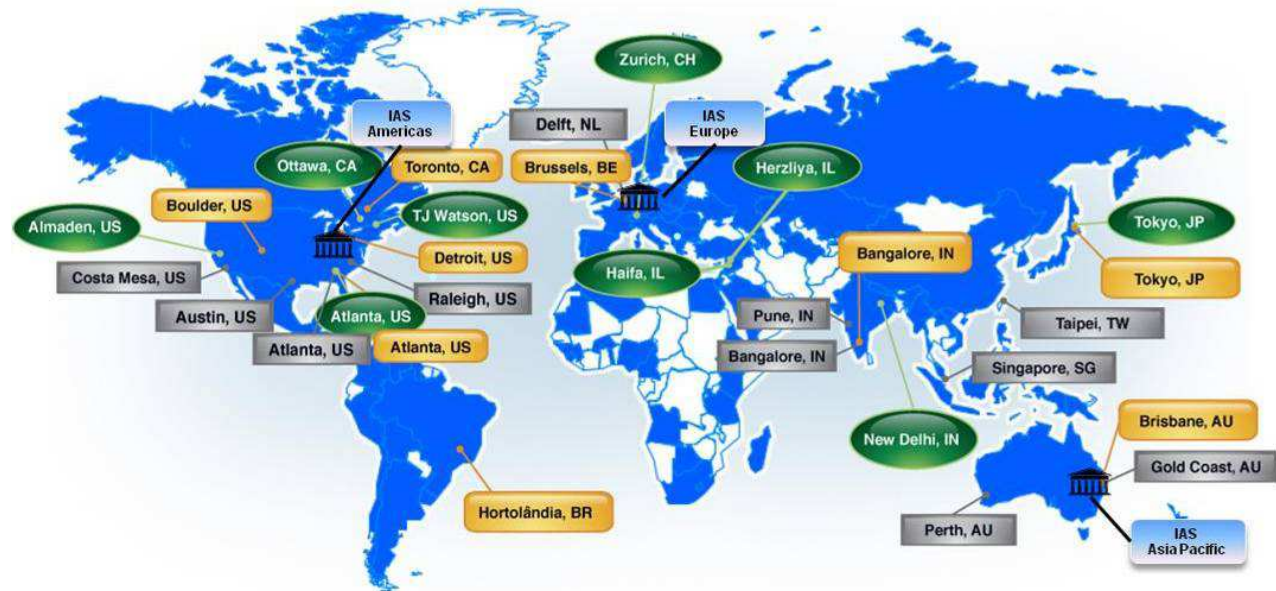 Zurich, CH
IAS
Americas
IAS
Europe
Delft, NL
Ottawa, CA
Toronto, CA
Brussels, BE
Herzliya, IL
Boulder, US
TJ Watson, US
Almaden, US
Tokyo, JP
Detroit, US
Bangalore, IN
Costa Mesa, US
Haifa, IL
Tokyo, JP
Raleigh, US
Austin, US
Atlanta, US
Pune, IN
Taipei, TW
Atlanta, US
Atlanta, US
Bangalore, IN
Singapore, SG
Brisbane, AU
New Delhi, IN
Gold Coast, AU
Hortolândia, BR
Perth, AU
IAS
Asia Pacific